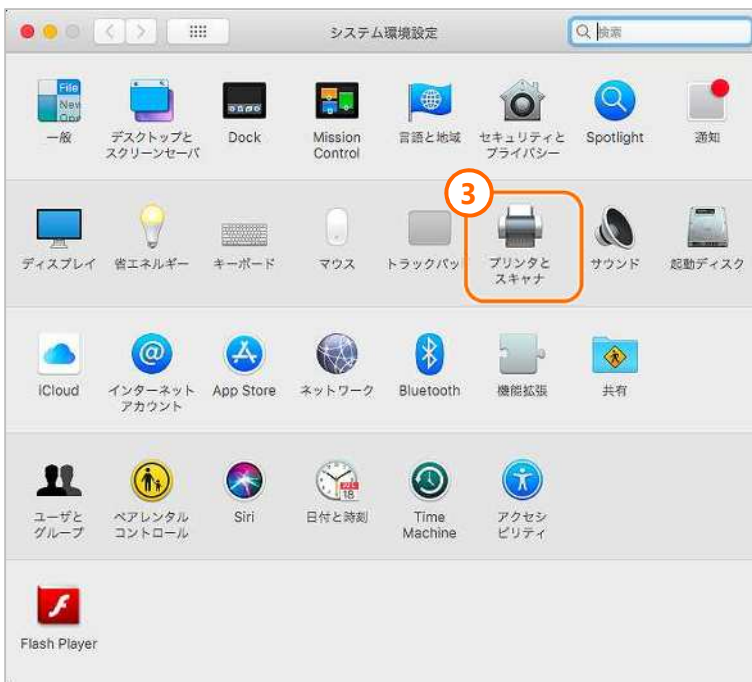 システム環境設定
検索
File
New
一般
デスクトップと
スクリーンセーバ
Dock
Mission
Control
言語と地域
セキュリティと
プライバシー
Spotlight
通知
3
ディスプレイ
省エネルギー
キーボード
マウス
トラックパッ
プリンタと
スキャナ
サウンド
起動ディスク
iCloud
インターネット
アカウント
App Store
ネットワーク
Bluetooth
機能拡張
共有
ユーザと
グループ
ペアレンタル
コントロール
Siri
日付と時刻
18
Time
Machine
アクセシ
ビリティ
Flash Player